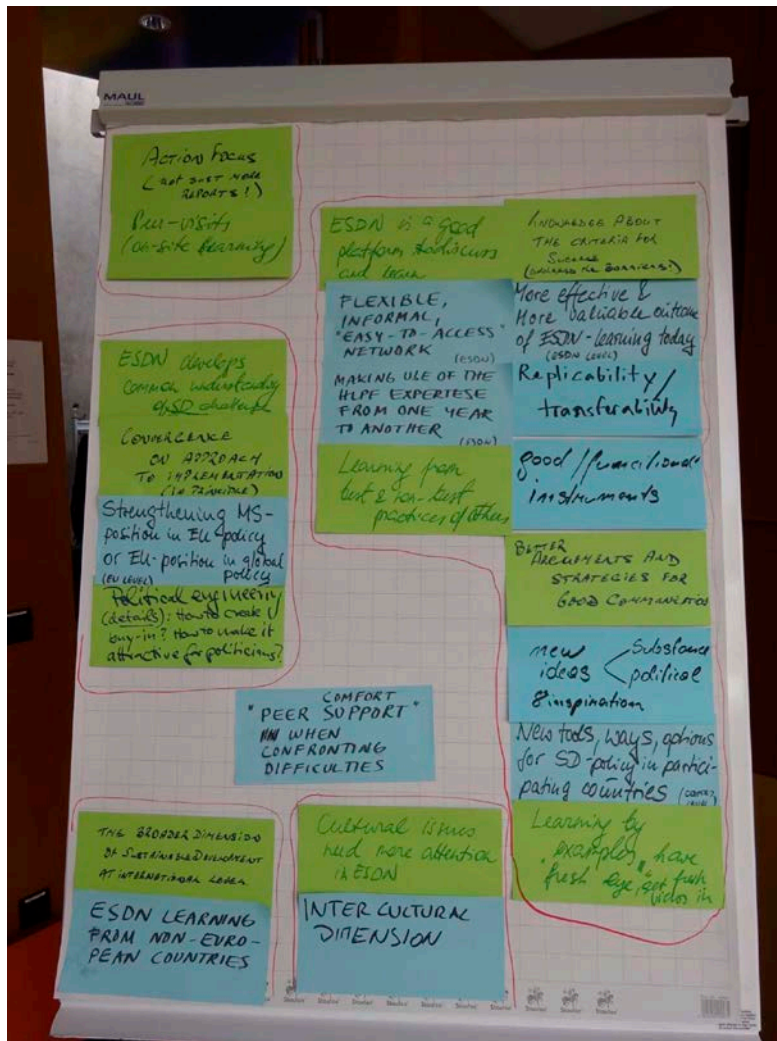 MAUL
ACTION FOCUS
(NOT JUST MORE
REPORTS!)
Peer-visits
(on-site learning)
ESDN develops
common understanding
of SD challenge
CONVERGENCE
ON APPROACH
TO IMPLEMENTATION
(IN PRINCIPLE)
Strengthening MS-
position in EU-policy
or EU-position in global
(EU LEVEL) policy
Political engineering
(details): How to create
buy-in? How to make it
attractive for politicians?
ESDN is a good
platform to discuss
and learn
FLEXIBLE,
INFORMAL,
"EASY-TO-ACCESS"
NETWORK
(ESDN)
MAKING USE OF THE
HLPF EXPERTESE
FROM ONE YEAR
TO ANOTHER
(ESDN)
Learning from
best & non-best
practices of others
KNOWLEDGE ABOUT
THE CRITERIA FOR
SUCCESS
More effective &
More valuable outcome
of ESDN-learning today
(ESDN LEVEL)
Replicability/
transferability
good/functional
instruments
BETTER
ARGUMENTS AND
STRATEGIES FOR
GOOD COMMUNICATION
new
ideas
& inspiration
Substance
political
New tools, ways, options
for SD-policy in partici-
pating countries
Learning by
"examples", have
fresh eye, get fresh
ideas in
COMFORT
"PEER SUPPORT"
WHEN
CONFRONTING
DIFFICULTIES
THE BROADER DIMENSION
OF SUSTAINABLE DEVELOPMENT
AT INTERNATIONAL LEVEL
ESDN LEARNING
FROM NON-EURO-
PEAN COUNTRIES
Cultural issues
need more attention
in ESDN
INTERCULTURAL
DIMENSION